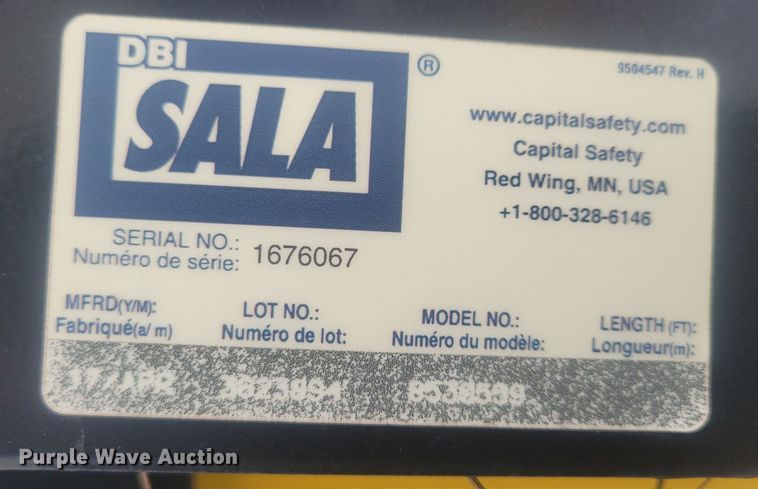 DBI
SALA
®
9504547 Rev. H
www.capitalsafety.com
Capital Safety
Red Wing, MN, USA
+1-800-328-6146
SERIAL NO.: 1676067
Numéro de série:
MFRD(Y/M): LOT NO.: MODEL NO.: LENGTH (FT):
Fabriqué(a/ m) Numéro de lot: Numéro du modèle: Longueur(m):
17/APR
Purple Wave Auction